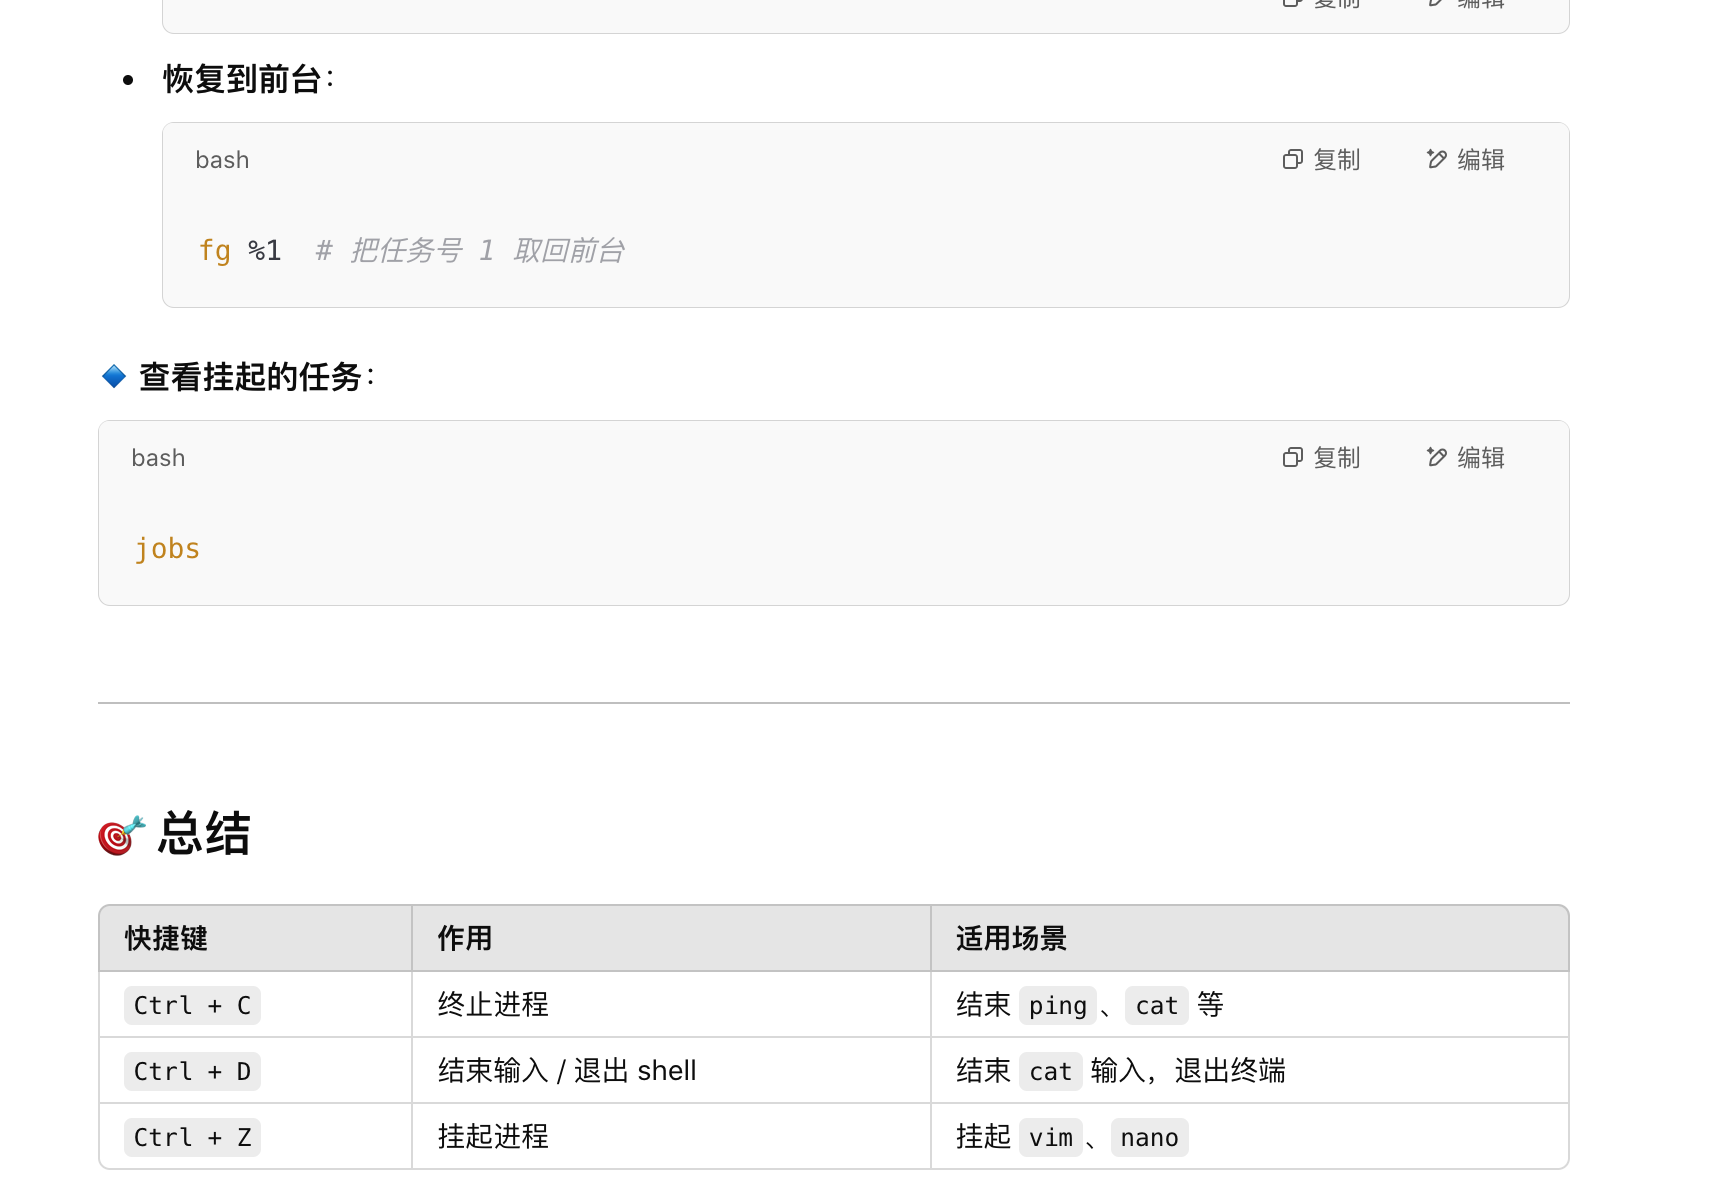 复制 编辑
恢复到前台：
bash 复制 编辑
fg %1  # 把任务号 1 取回前台
查看挂起的任务：
bash 复制 编辑
jobs
总结
快捷键 作用 适用场景
Ctrl + C 终止进程 结束 ping 、 cat 等
Ctrl + D 结束输入 / 退出 shell 结束 cat 输入，退出终端
Ctrl + Z 挂起进程 挂起 vim 、 nano